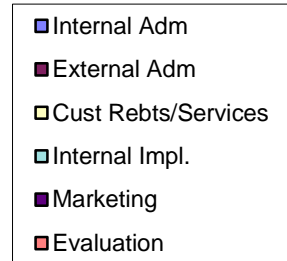 Internal Adm
External Adm
Cust Rebts/Services
Internal Impl.
Marketing
Evaluation